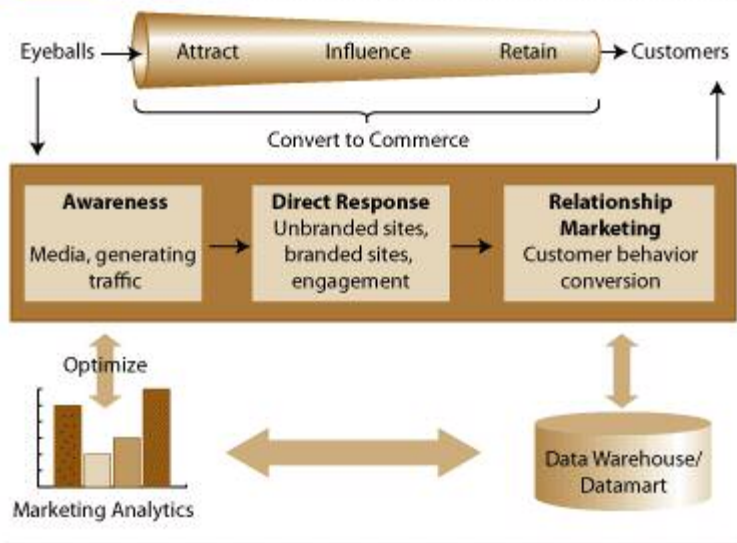 Eyeballs
Attract
Influence
Retain
Customers
Convert to Commerce
Awareness
Media, generating
traffic
Direct Response
Unbranded sites,
branded sites,
engagement
Relationship
Marketing
Customer behavior
conversion
Optimize
Marketing Analytics
Data Warehouse/
Datamart